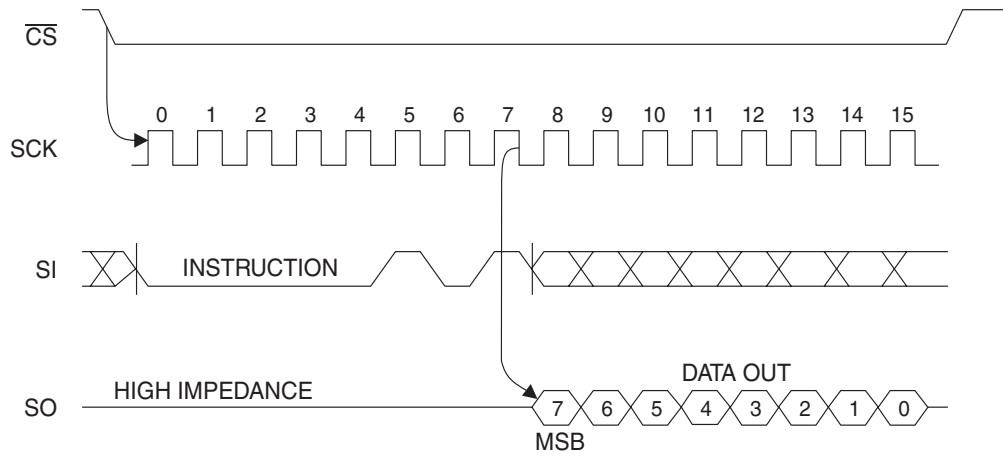 CS
0 1 2 3 4 5 6 7 8 9 10 11 12 13 14 15
SCK
SI
INSTRUCTION
DATA OUT
HIGH IMPEDANCE
SO
7 6 5 4 3 2 1 0
MSB